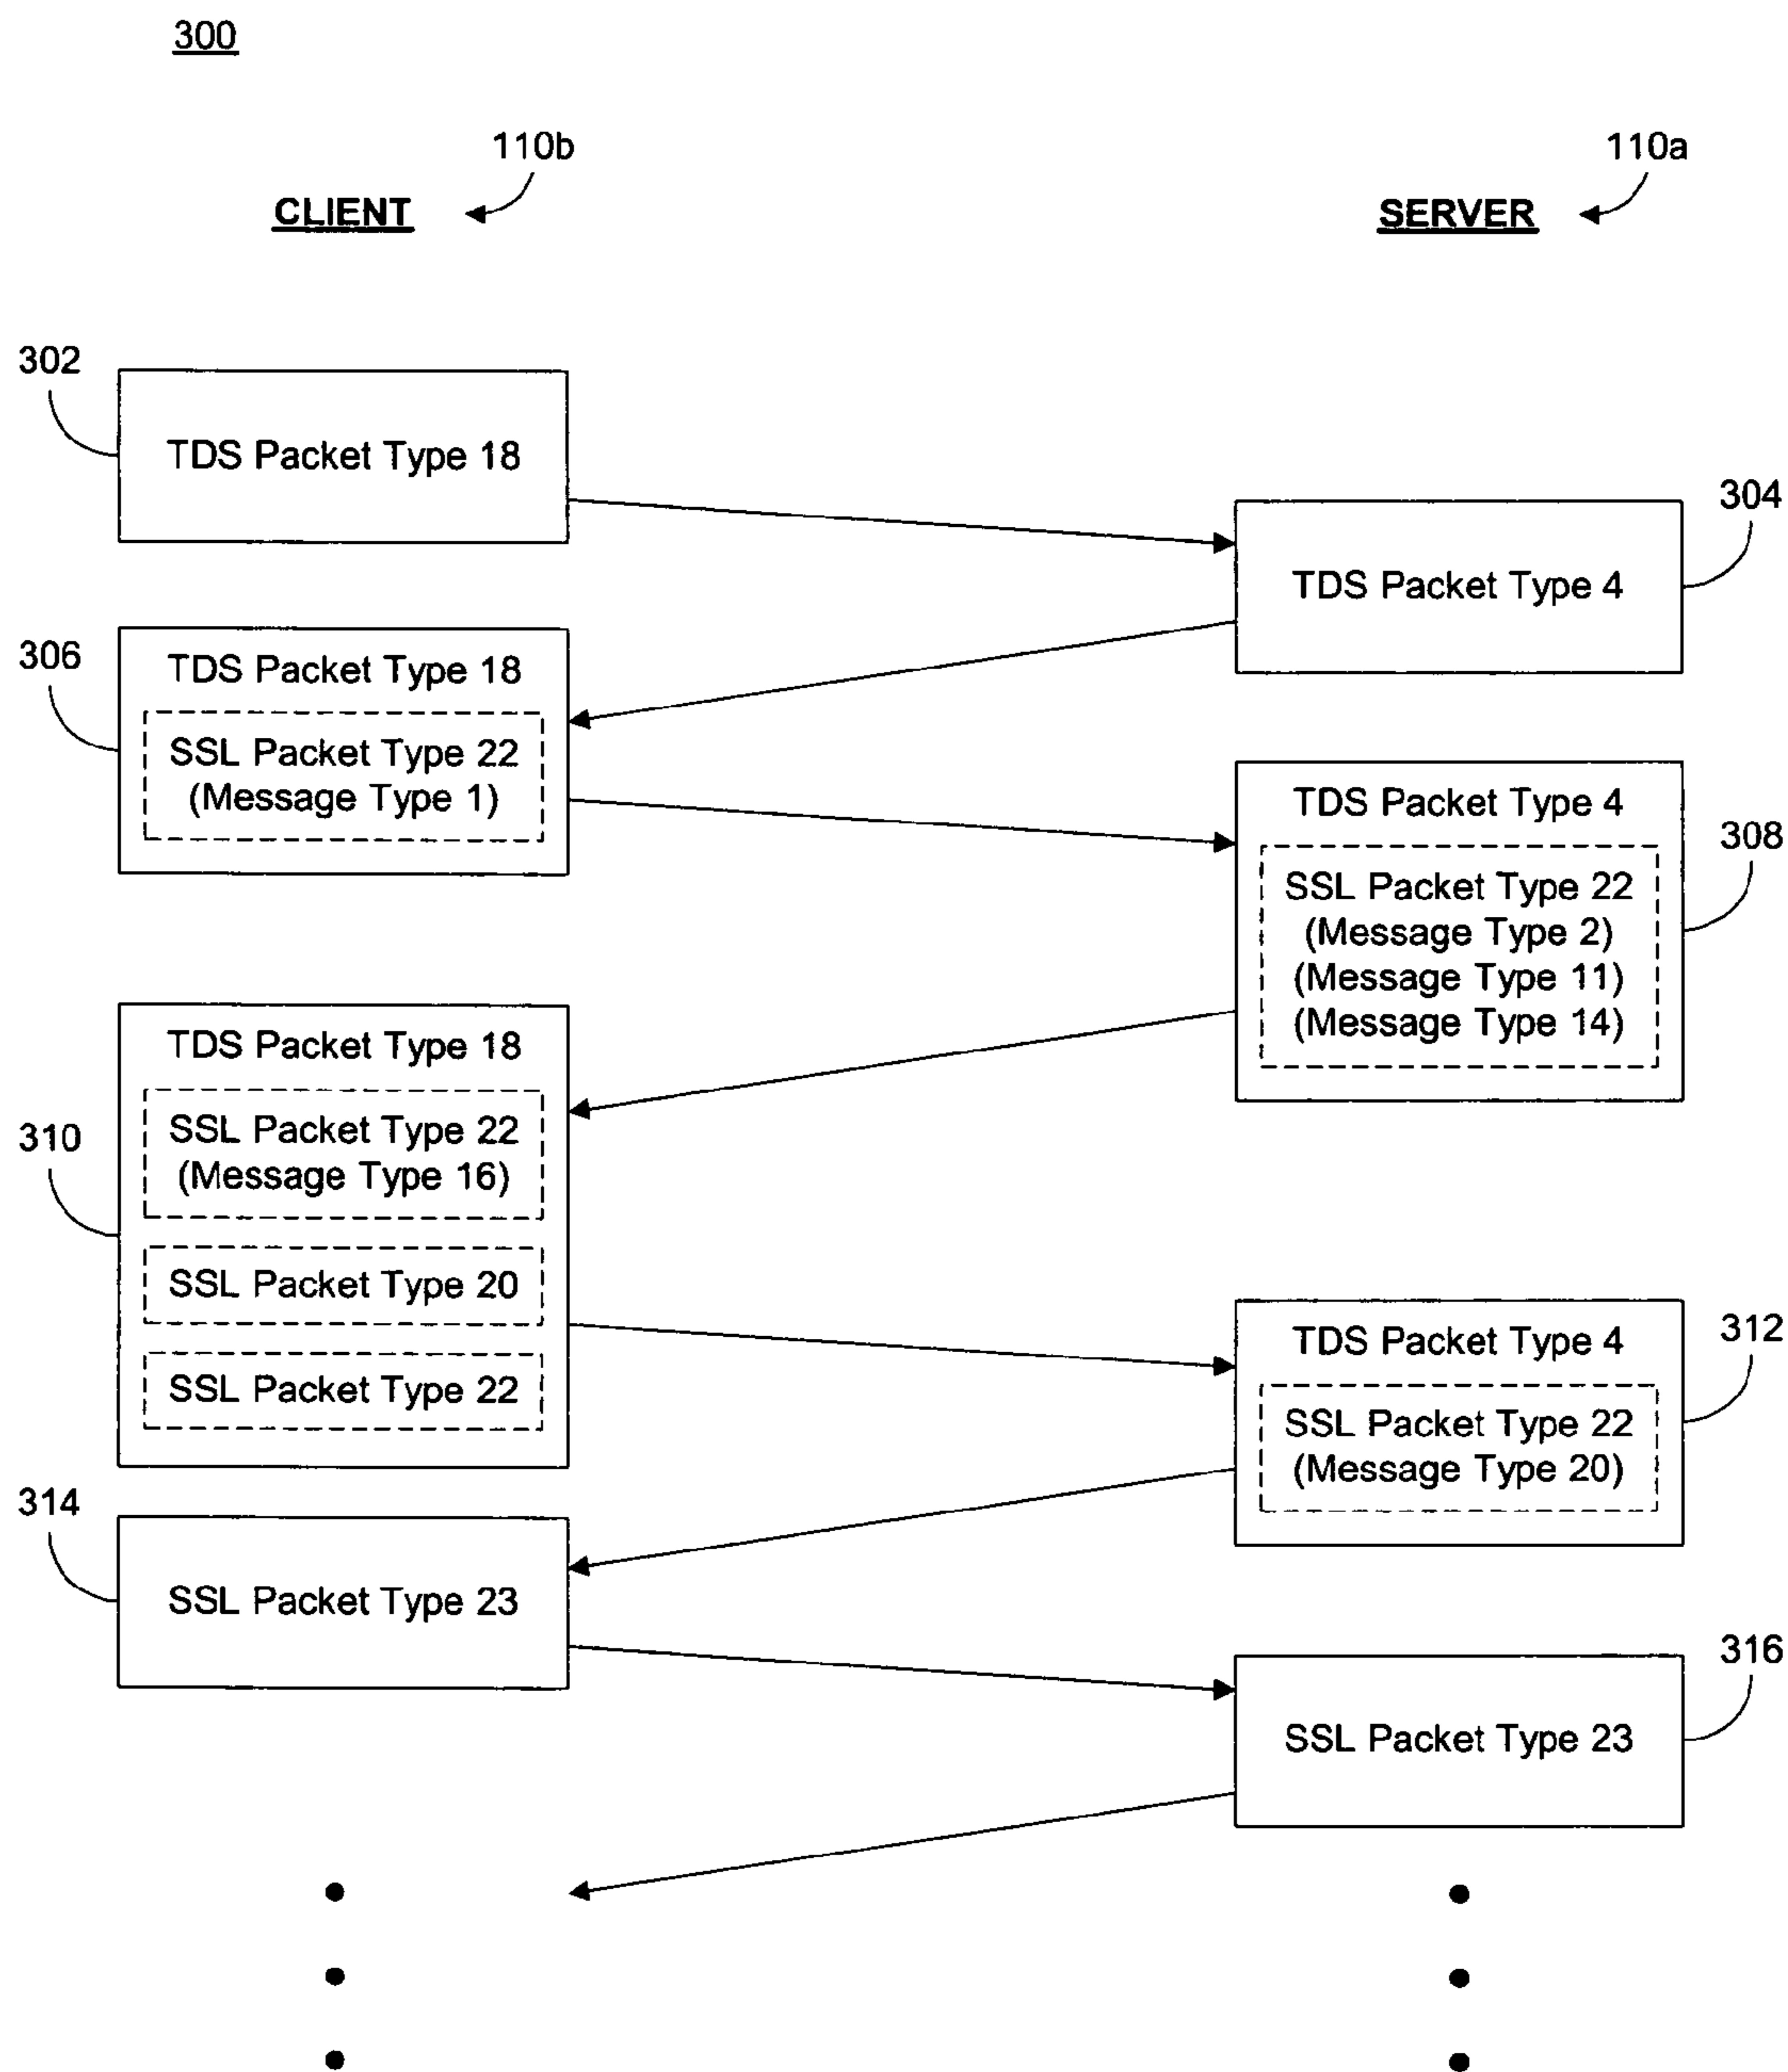 300
110b
110a
CLIENT
SERVER
302
TDS Packet Type 18
304
TDS Packet Type 4
306
TDS Packet Type 18
SSL Packet Type 22
(Message Type 1)
308
TDS Packet Type 4
SSL Packet Type 22
(Message Type 2)
(Message Type 11)
(Message Type 14)
310
TDS Packet Type 18
SSL Packet Type 22
(Message Type 16)
SSL Packet Type 20
SSL Packet Type 22
312
TDS Packet Type 4
SSL Packet Type 22
(Message Type 20)
314
SSL Packet Type 23
316
SSL Packet Type 23